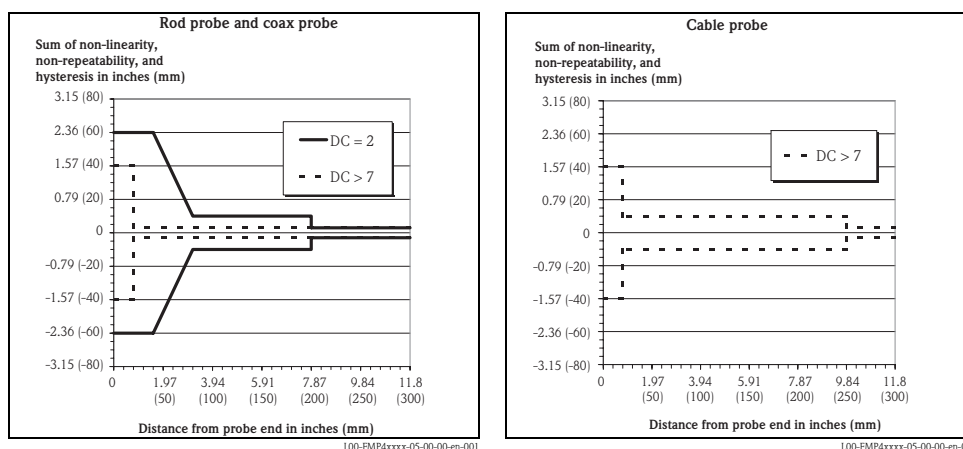 Rod probe and coax probe
Sum of non-linearity,
non-repeatability, and
hysteresis in inches (mm)
3.15 (80)
2.36 (60)
1.57 (40)
0.79 (20)
0
-0.79 (-20)
-1.57 (-40)
-2.36 (-60)
-3.15 (-80)
DC = 2
DC > 7
0 1.97 3.94 5.91 7.87 9.84 11.8
(50) (100) (150) (200) (250) (300)
Distance from probe end in inches (mm)
L00-FMP4xxxx-05-00-00-en-001
Cable probe
Sum of non-linearity,
non-repeatability, and
hysteresis in inches (mm)
3.15 (80)
2.36 (60)
1.57 (40)
0.79 (20)
0
-0.79 (-20)
-1.57 (-40)
-2.36 (-60)
-3.15 (-80)
DC > 7
0 1.97 3.94 5.91 7.87 9.84 11.8
(50) (100) (150) (200) (250) (300)
Distance from probe end in inches (mm)